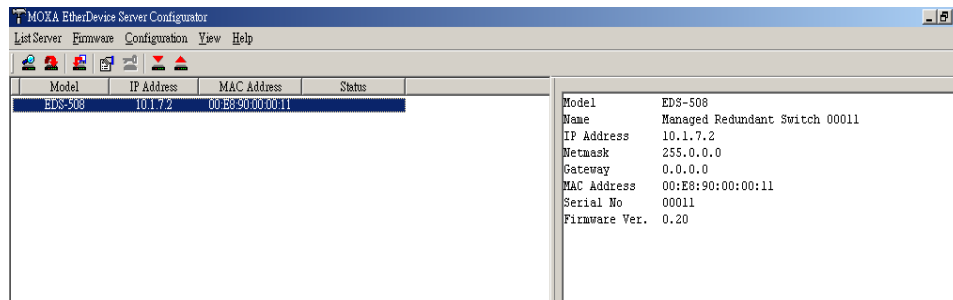 MOXA EtherDevice Server Configurator
List Server Firmware Configuration View Help
Model IP Address MAC Address Status
EDS-508 10.1.7.2 00:E8:90:00:00:11
Model EDS-508
Name Managed Redundant Switch 00011
IP Address 10.1.7.2
Netmask 255.0.0.0
Gateway 0.0.0.0
MAC Address 00:E8:90:00:00:11
Serial No 00011
Firmware Ver. 0.20